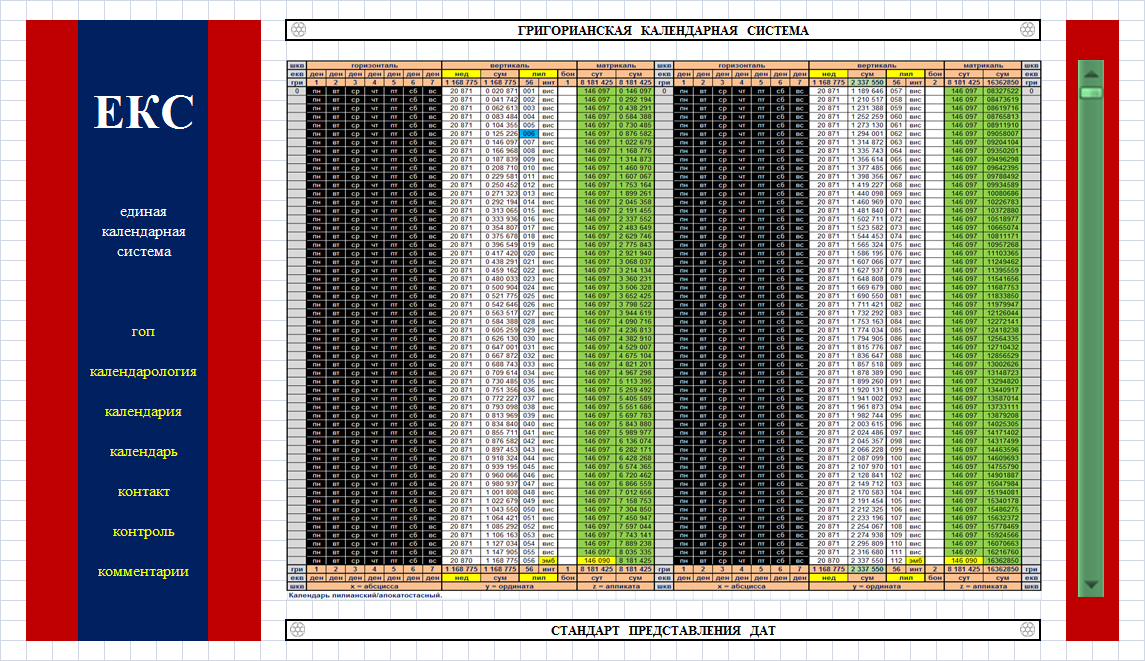 ГРИГОРИАНСКАЯ КАЛЕНДАРНАЯ СИСТЕМА
ЕКС
единая
календарная
система
гоп
календарология
календария
календарь
контакт
контроль
комментарии
шкв горизонталь вертикаль матрикаль шкв горизонталь вертикаль матрикаль шкв
екв ден ден ден ден ден ден ден нед сум лил бон сут сум екв ден ден ден ден ден ден ден нед сум лил бон сут сум екв
гри 1 2 3 4 5 6 7 1 168 775 1 168 775 56 инт 1 8 181 425 8 181 425 гри 1 2 3 4 5 6 7 1 168 775 2 337 550 56 инт 2 8 181 425 16362850 гри
0 пн вт ср чт пт сб вс 20 871 0 020 871 001 вис 146 097 0 146 097 0 пн вт ср чт пт сб вс 20 871 1 189 646 057 вис 146 097 08327522 0
пн вт ср чт пт сб вс 20 871 0 041 742 002 вис 146 097 0 292 194 пн вт ср чт пт сб вс 20 871 1 210 517 058 вис 146 097 08473619
пн вт ср чт пт сб вс 20 871 0 062 613 003 вис 146 097 0 438 291 пн вт ср чт пт сб вс 20 871 1 231 388 059 вис 146 097 08619716
пн вт ср чт пт сб вс 20 871 0 083 484 004 вис 146 097 0 584 388 пн вт ср чт пт сб вс 20 871 1 252 259 060 вис 146 097 08765813
пн вт ср чт пт сб вс 20 871 0 104 355 005 вис 146 097 0 730 485 пн вт ср чт пт сб вс 20 871 1 273 130 061 вис 146 097 08911910
пн вт ср чт пт сб вс 20 871 0 125 226 006 вис 146 097 0 876 582 пн вт ср чт пт сб вс 20 871 1 294 001 062 вис 146 097 09058007
пн вт ср чт пт сб вс 20 871 0 146 097 007 вис 146 097 1 022 679 пн вт ср чт пт сб вс 20 871 1 314 872 063 вис 146 097 09204104
пн вт ср чт пт сб вс 20 871 0 166 968 008 вис 146 097 1 168 776 пн вт ср чт пт сб вс 20 871 1 335 743 064 вис 146 097 09350201
пн вт ср чт пт сб вс 20 871 0 187 839 009 вис 146 097 1 314 873 пн вт ср чт пт сб вс 20 871 1 356 614 065 вис 146 097 09496298
пн вт ср чт пт сб вс 20 871 0 208 710 010 вис 146 097 1 460 970 пн вт ср чт пт сб вс 20 871 1 377 485 066 вис 146 097 09642395
пн вт ср чт пт сб вс 20 871 0 229 581 011 вис 146 097 1 607 067 пн вт ср чт пт сб вс 20 871 1 398 356 067 вис 146 097 09788492
пн вт ср чт пт сб вс 20 871 0 250 452 012 вис 146 097 1 753 164 пн вт ср чт пт сб вс 20 871 1 419 227 068 вис 146 097 09934589
пн вт ср чт пт сб вс 20 871 0 271 323 013 вис 146 097 1 899 261 пн вт ср чт пт сб вс 20 871 1 440 098 069 вис 146 097 10080686
пн вт ср чт пт сб вс 20 871 0 292 194 014 вис 146 097 2 045 358 пн вт ср чт пт сб вс 20 871 1 460 969 070 вис 146 097 10226783
пн вт ср чт пт сб вс 20 871 0 313 065 015 вис 146 097 2 191 455 пн вт ср чт пт сб вс 20 871 1 481 840 071 вис 146 097 10372880
пн вт ср чт пт сб вс 20 871 0 333 936 016 вис 146 097 2 337 552 пн вт ср чт пт сб вс 20 871 1 502 711 072 вис 146 097 10518977
пн вт ср чт пт сб вс 20 871 0 354 807 017 вис 146 097 2 483 649 пн вт ср чт пт сб вс 20 871 1 523 582 073 вис 146 097 10665074
пн вт ср чт пт сб вс 20 871 0 375 678 018 вис 146 097 2 629 746 пн вт ср чт пт сб вс 20 871 1 544 453 074 вис 146 097 10811171
пн вт ср чт пт сб вс 20 871 0 396 549 019 вис 146 097 2 775 843 пн вт ср чт пт сб вс 20 871 1 565 324 075 вис 146 097 10957268
пн вт ср чт пт сб вс 20 871 0 417 420 020 вис 146 097 2 921 940 пн вт ср чт пт сб вс 20 871 1 586 195 076 вис 146 097 11103365
пн вт ср чт пт сб вс 20 871 0 438 291 021 вис 146 097 3 068 037 пн вт ср чт пт сб вс 20 871 1 607 066 077 вис 146 097 11249462
пн вт ср чт пт сб вс 20 871 0 459 162 022 вис 146 097 3 214 134 пн вт ср чт пт сб вс 20 871 1 627 937 078 вис 146 097 11395559
пн вт ср чт пт сб вс 20 871 0 480 033 023 вис 146 097 3 360 231 пн вт ср чт пт сб вс 20 871 1 648 808 079 вис 146 097 11541656
пн вт ср чт пт сб вс 20 871 0 500 904 024 вис 146 097 3 506 328 пн вт ср чт пт сб вс 20 871 1 669 679 080 вис 146 097 11687753
пн вт ср чт пт сб вс 20 871 0 521 775 025 вис 146 097 3 652 425 пн вт ср чт пт сб вс 20 871 1 690 550 081 вис 146 097 11833850
пн вт ср чт пт сб вс 20 871 0 542 646 026 вис 146 097 3 798 522 пн вт ср чт пт сб вс 20 871 1 711 421 082 вис 146 097 11979947
пн вт ср чт пт сб вс 20 871 0 563 517 027 вис 146 097 3 944 619 пн вт ср чт пт сб вс 20 871 1 732 292 083 вис 146 097 12126044
пн вт ср чт пт сб вс 20 871 0 584 388 028 вис 146 097 4 090 716 пн вт ср чт пт сб вс 20 871 1 753 163 084 вис 146 097 12272141
пн вт ср чт пт сб вс 20 871 0 605 259 029 вис 146 097 4 236 813 пн вт ср чт пт сб вс 20 871 1 774 034 085 вис 146 097 12418238
пн вт ср чт пт сб вс 20 871 0 626 130 030 вис 146 097 4 382 910 пн вт ср чт пт сб вс 20 871 1 794 905 086 вис 146 097 12564335
пн вт ср чт пт сб вс 20 871 0 647 001 031 вис 146 097 4 529 007 пн вт ср чт пт сб вс 20 871 1 815 776 087 вис 146 097 12710432
пн вт ср чт пт сб вс 20 871 0 667 872 032 вис 146 097 4 675 104 пн вт ср чт пт сб вс 20 871 1 836 647 088 вис 146 097 12856529
пн вт ср чт пт сб вс 20 871 0 688 743 033 вис 146 097 4 821 201 пн вт ср чт пт сб вс 20 871 1 857 518 089 вис 146 097 13002626
пн вт ср чт пт сб вс 20 871 0 709 614 034 вис 146 097 4 967 298 пн вт ср чт пт сб вс 20 871 1 878 389 090 вис 146 097 13148723
пн вт ср чт пт сб вс 20 871 0 730 485 035 вис 146 097 5 113 395 пн вт ср чт пт сб вс 20 871 1 899 260 091 вис 146 097 13294820
пн вт ср чт пт сб вс 20 871 0 751 356 036 вис 146 097 5 259 492 пн вт ср чт пт сб вс 20 871 1 920 131 092 вис 146 097 13440917
пн вт ср чт пт сб вс 20 871 0 772 227 037 вис 146 097 5 405 589 пн вт ср чт пт сб вс 20 871 1 941 002 093 вис 146 097 13587014
пн вт ср чт пт сб вс 20 871 0 793 098 038 вис 146 097 5 551 686 пн вт ср чт пт сб вс 20 871 1 961 873 094 вис 146 097 13733111
пн вт ср чт пт сб вс 20 871 0 813 969 039 вис 146 097 5 697 783 пн вт ср чт пт сб вс 20 871 1 982 744 095 вис 146 097 13879208
пн вт ср чт пт сб вс 20 871 0 834 840 040 вис 146 097 5 843 880 пн вт ср чт пт сб вс 20 871 2 003 615 096 вис 146 097 14025305
пн вт ср чт пт сб вс 20 871 0 855 711 041 вис 146 097 5 989 977 пн вт ср чт пт сб вс 20 871 2 024 486 097 вис 146 097 14171402
пн вт ср чт пт сб вс 20 871 0 876 582 042 вис 146 097 6 136 074 пн вт ср чт пт сб вс 20 871 2 045 357 098 вис 146 097 14317499
пн вт ср чт пт сб вс 20 871 0 897 453 043 вис 146 097 6 282 171 пн вт ср чт пт сб вс 20 871 2 066 228 099 вис 146 097 14463596
пн вт ср чт пт сб вс 20 871 0 918 324 044 вис 146 097 6 428 268 пн вт ср чт пт сб вс 20 871 2 087 099 100 вис 146 097 14609693
пн вт ср чт пт сб вс 20 871 0 939 195 045 вис 146 097 6 574 365 пн вт ср чт пт сб вс 20 871 2 107 970 101 вис 146 097 14755790
пн вт ср чт пт сб вс 20 871 0 960 066 046 вис 146 097 6 720 462 пн вт ср чт пт сб вс 20 871 2 128 841 102 вис 146 097 14901887
пн вт ср чт пт сб вс 20 871 0 980 937 047 вис 146 097 6 866 559 пн вт ср чт пт сб вс 20 871 2 149 712 103 вис 146 097 15047984
пн вт ср чт пт сб вс 20 871 1 001 808 048 вис 146 097 7 012 656 пн вт ср чт пт сб вс 20 871 2 170 583 104 вис 146 097 15194081
пн вт ср чт пт сб вс 20 871 1 022 679 049 вис 146 097 7 158 753 пн вт ср чт пт сб вс 20 871 2 191 454 105 вис 146 097 15340178
пн вт ср чт пт сб вс 20 871 1 043 550 050 вис 146 097 7 304 850 пн вт ср чт пт сб вс 20 871 2 212 325 106 вис 146 097 15486275
пн вт ср чт пт сб вс 20 871 1 064 421 051 вис 146 097 7 450 947 пн вт ср чт пт сб вс 20 871 2 233 196 107 вис 146 097 15632372
пн вт ср чт пт сб вс 20 871 1 085 292 052 вис 146 097 7 597 044 пн вт ср чт пт сб вс 20 871 2 254 067 108 вис 146 097 15778469
пн вт ср чт пт сб вс 20 871 1 106 163 053 вис 146 097 7 743 141 пн вт ср чт пт сб вс 20 871 2 274 938 109 вис 146 097 15924566
пн вт ср чт пт сб вс 20 871 1 127 034 054 вис 146 097 7 889 238 пн вт ср чт пт сб вс 20 871 2 295 809 110 вис 146 097 16070663
пн вт ср чт пт сб вс 20 871 1 147 905 055 вис 146 097 8 035 335 пн вт ср чт пт сб вс 20 871 2 316 680 111 вис 146 097 16216760
пн вт ср чт пт сб вс 20 870 1 168 775 056 эмб 146 090 8 181 425 пн вт ср чт пт сб вс 20 870 2 337 550 112 эмб 146 090 16362850
гри 1 2 3 4 5 6 7 1 168 775 1 168 775 56 инт 1 8 181 425 8 181 425 гри 1 2 3 4 5 6 7 1 168 775 2 337 550 56 инт 2 8 181 425 16362850 гри
екв ден ден ден ден ден ден ден нед сум лил бон сут сум екв ден ден ден ден ден ден ден нед сум лил бон сут сум екв
шкв x = абсцисса y = ордината z = аппликата шкв x = абсцисса y = ордината z = аппликата шкв
Календарь лилианский/апокатостасный.
СТАНДАРТ ПРЕДСТАВЛЕНИЯ ДАТ